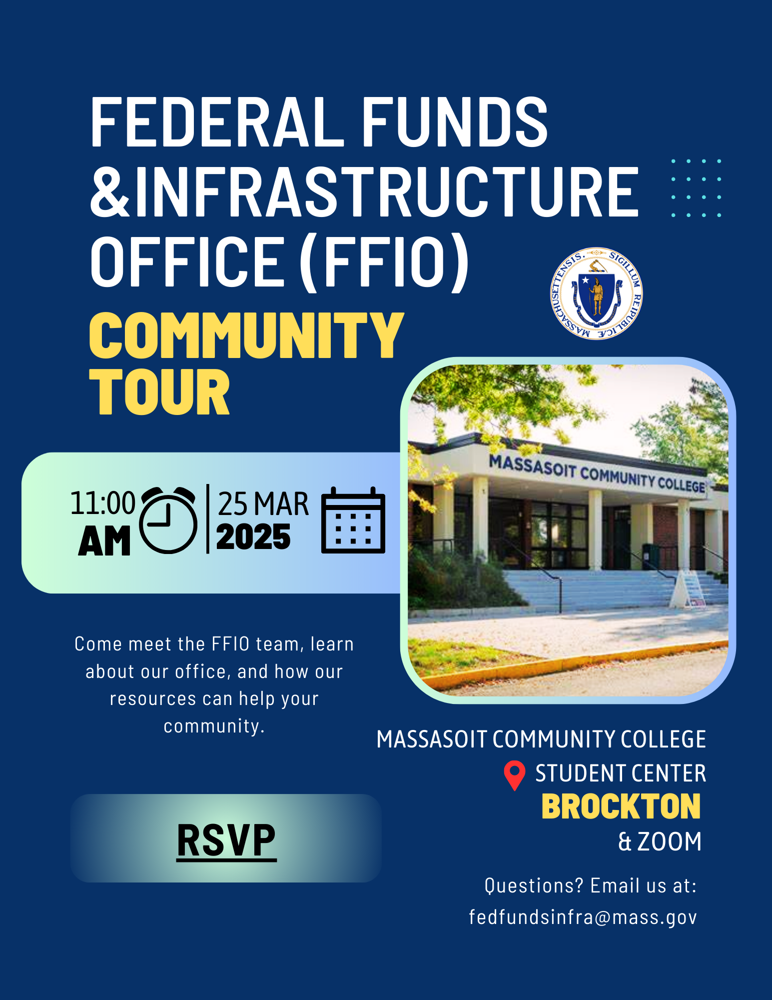 FEDERAL FUNDS
&INFRASTRUCTURE
OFFICE (FFIO)
COMMUNITY
TOUR
SIGILLUM REIPUBLICÆ MASSACHUSETTENSIS.
MASSASOIT COMMUNITY COLLEGE
11:00
AM
25 MAR
2025
Come meet the FFIO team, learn
about our office, and how our
resources can help your
community.
MASSASOIT COMMUNITY COLLEGE
STUDENT CENTER
BROCKTON
& ZOOM
RSVP
Questions? Email us at:
fedfundsinfra@mass.gov